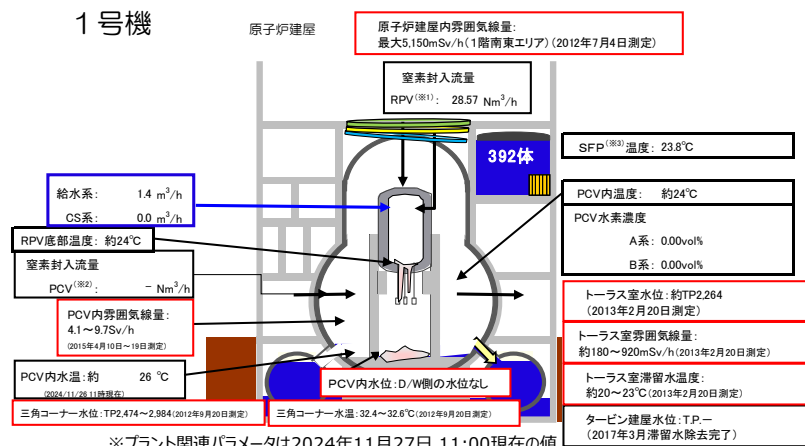 1号機
原子炉建屋
原子炉建屋内雰囲気線量:
最大5,150mSv/h(1階南東エリア)(2012年7月4日測定)
窒素封入流量
RPV(※1): 28.57 Nm3/h
392体
SFP(※3)温度: 23.8℃
給水系: 1.4 m3/h
CS系: 0.0 m3/h
PCV内温度: 約24℃
PCV水素濃度
A系: 0.00vol%
B系: 0.00vol%
RPV底部温度: 約24℃
窒素封入流量
PCV(※2): − Nm3/h
PCV内雰囲気線量:
4.1~9.7Sv/h
(2015年4月10日~19日測定)
トーラス室水位:約TP2,264
(2013年2月20日測定)
トーラス室雰囲気線量:
約180~920mSv/h(2013年2月20日測定)
PCV内水温:約 26 ℃
(2024/11/26 11時現在)
PCV内水位:D/W側の水位なし
トーラス室滞留水温度:
約20~23℃(2013年2月20日測定)
三角コーナー水位:TP2,474~2,984(2012年9月20日測定)
三角コーナー水温:32.4~32.6℃(2012年9月20日測定)
タービン建屋水位:T.P.ー
(2017年3月滞留水除去完了)
※プラント関連パラメータは2024年11月27日 11:00現在の値